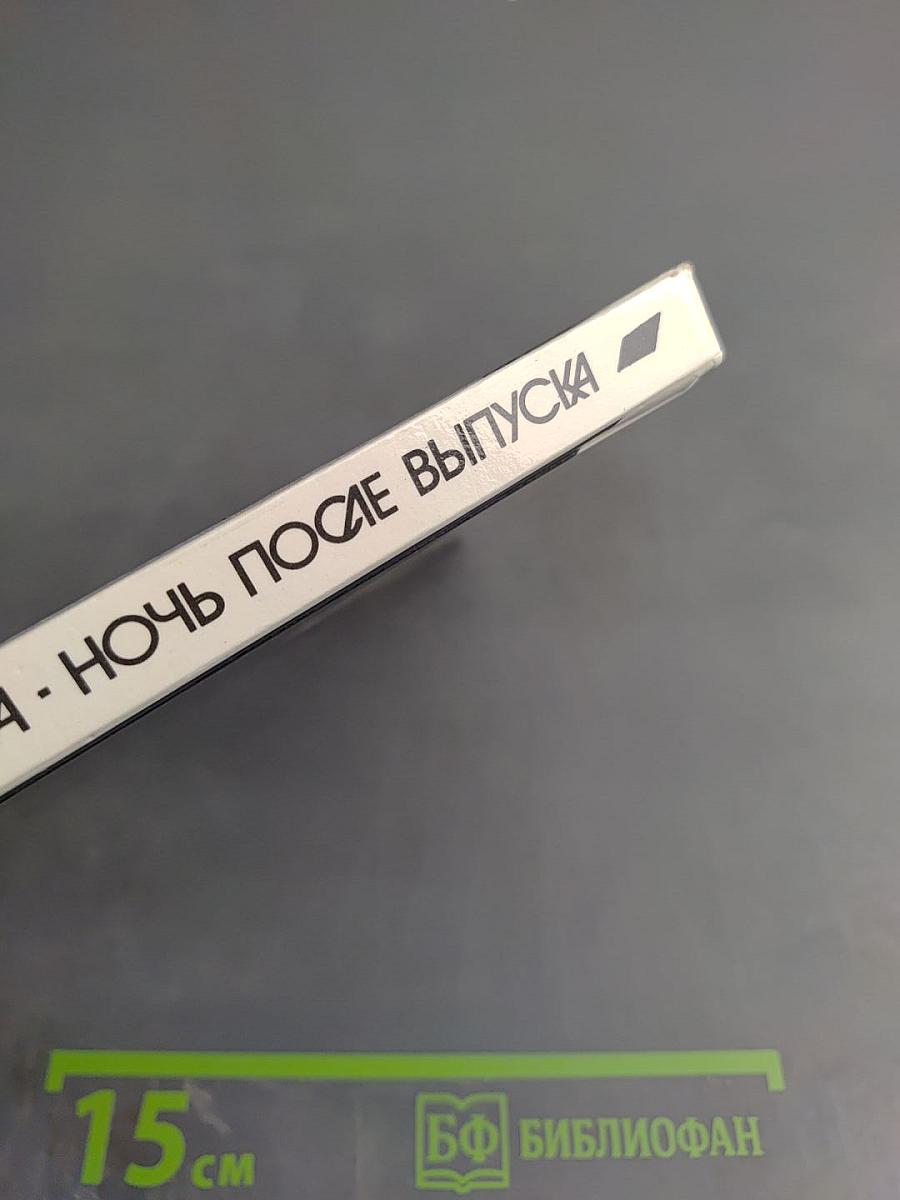 А - НОЧЬ ПОСЛЕ ВЫПУСКА
15 см
БФ БИБЛИОФАН